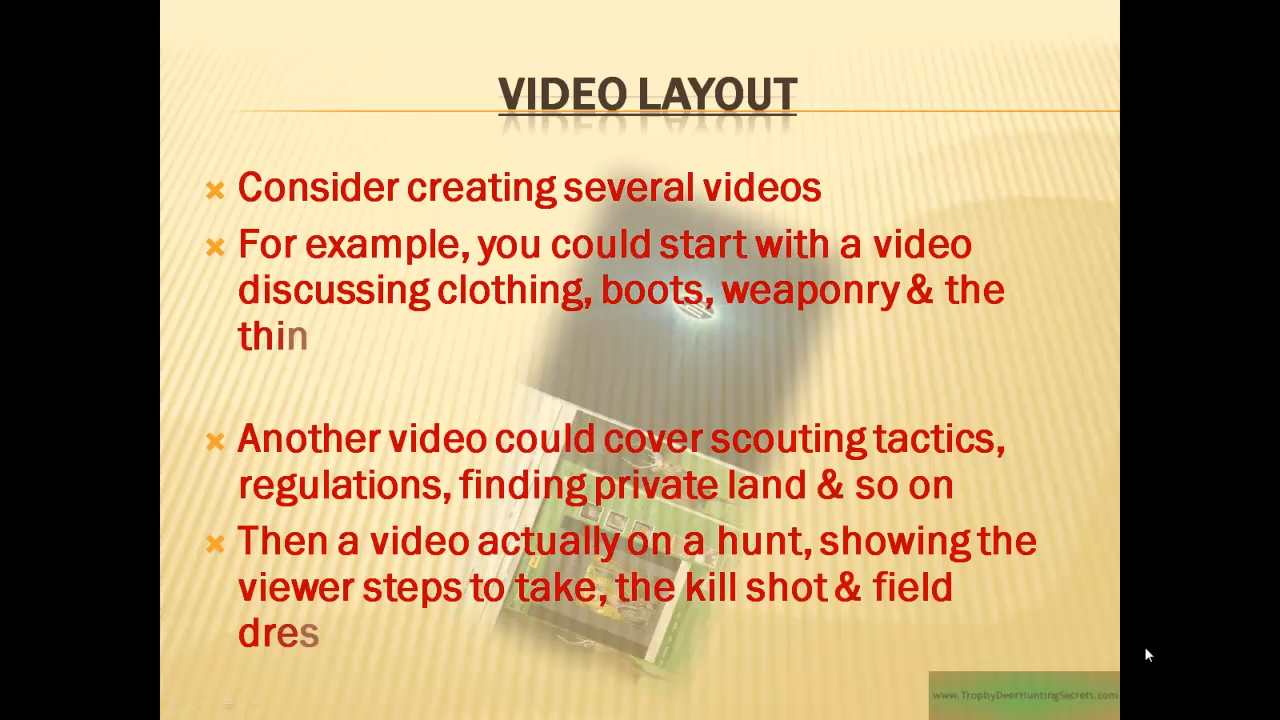 VIDEO LAYOUT
Consider creating several videos
For example, you could start with a video
discussing clothing, boots, weaponry & the
thin
Another video could cover scouting tactics,
regulations, finding private land & so on
Then a video actually on a hunt, showing the
viewer steps to take, the kill shot & field
dres
www.TrophyDeerHuntingSecrets.com